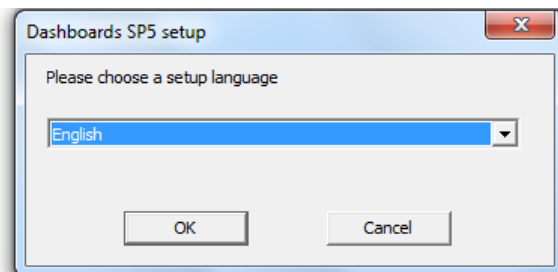 Dashboards SP5 setup
Please choose a setup language
English
OK
Cancel